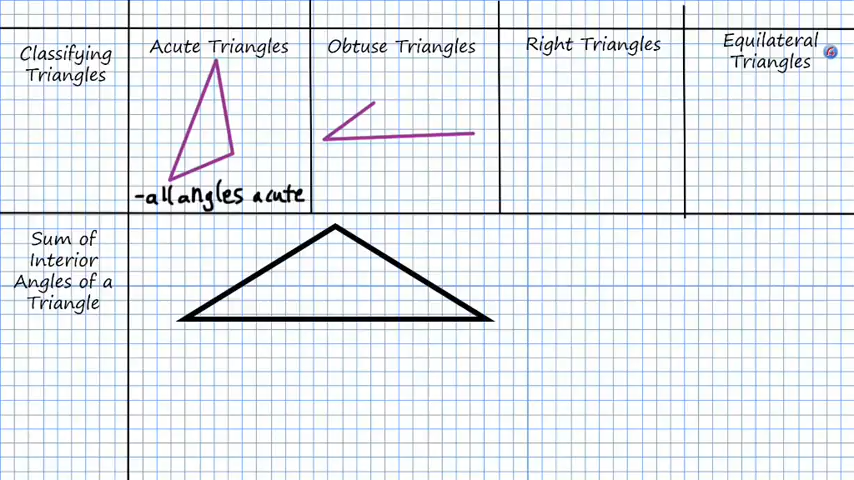 Classifying
Triangles
Acute Triangles
Obtuse Triangles
Right Triangles
Equilateral
Triangles
-all angles acute
Sum of
Interior
Angles of a
Triangle